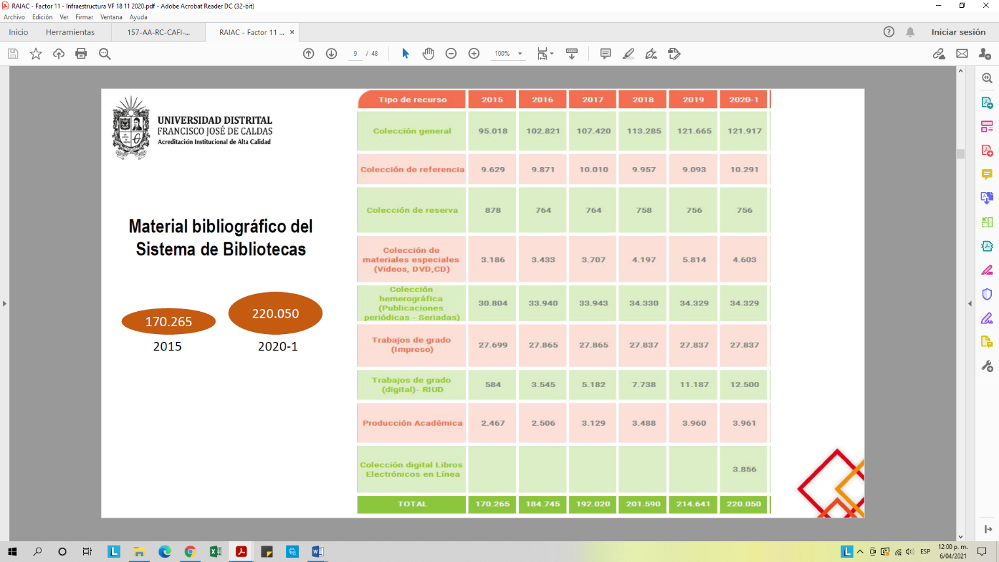 RAIAC - Factor 11 - Infraestructura VF 18 11 2020.pdf - Adobe Acrobat Reader DC (32-bit)
Archivo Edición Ver Firmar Ventana Ayuda
Inicio Herramientas 157-AA-RC-CAFI-... RAIAC - Factor 11 ... × Iniciar sesión
9 / 48 100%
UNIVERSIDAD DISTRITAL
FRANCISCO JOSÉ DE CALDAS
Acreditación Institucional de Alta Calidad
Material bibliográfico del
Sistema de Bibliotecas
170.265 220.050
2015 2020-1
Tipo de recurso 2015 2016 2017 2018 2019 2020-1
Colección general 95.018 102.821 107.420 113.285 121.665 121.917
Colección de referencia 9.629 9.871 10.010 9.957 9.093 10.291
Colección de reserva 878 764 764 758 756 756
Colección de
materiales especiales
(Videos, DVD,CD) 3.186 3.433 3.707 4.197 5.814 4.603
Colección
hemerográfica
(Publicaciones
periódicas - Seriadas) 30.804 33.940 33.943 34.330 34.329 34.329
Trabajos de grado
(Impreso) 27.699 27.865 27.865 27.837 27.837 27.837
Trabajos de grado
(digital)- RIUD 584 3.545 5.182 7.738 11.187 12.500
Producción Académica 2.467 2.506 3.129 3.488 3.960 3.961
Colección digital Libros
Electrónicos en Línea 3.856
TOTAL 170.265 184.745 192.020 201.590 214.641 220.050
ESP 12:00 p. m.
6/04/2021